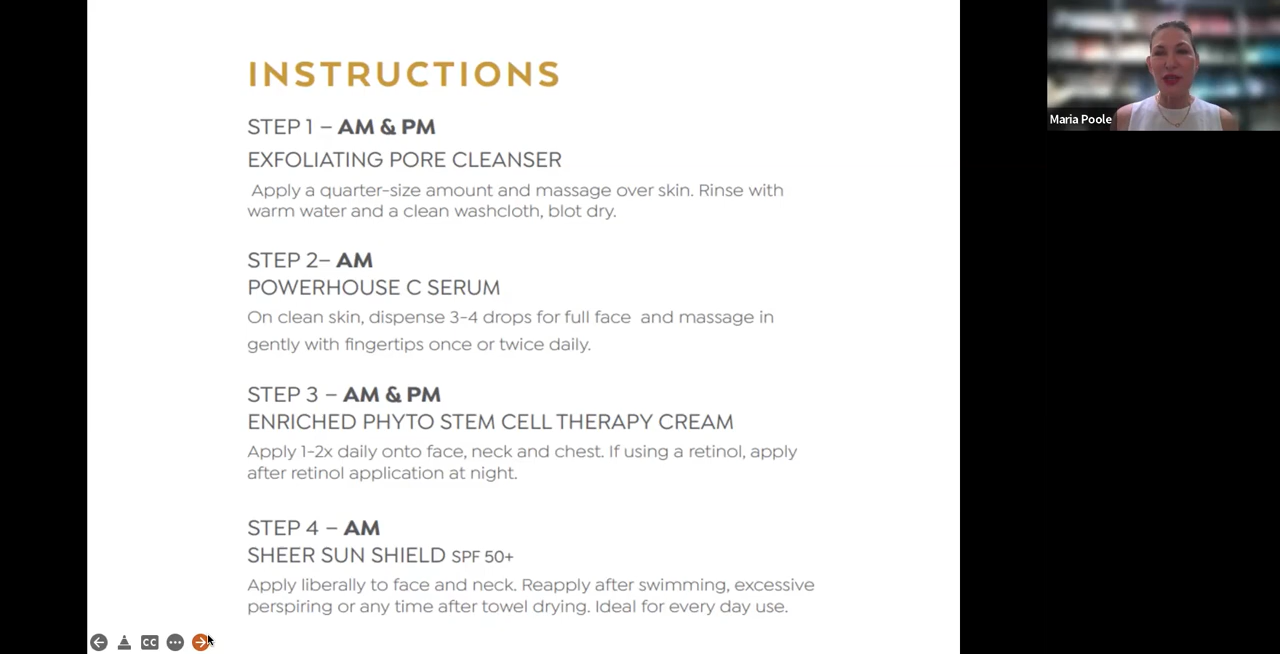 INSTRUCTIONS
STEP 1 – AM & PM
EXFOLIATING PORE CLEANSER
Apply a quarter-size amount and massage over skin. Rinse with
warm water and a clean washcloth, blot dry.
STEP 2– AM
POWERHOUSE C SERUM
On clean skin, dispense 3-4 drops for full face and massage in
gently with fingertips once or twice daily.
STEP 3 – AM & PM
ENRICHED PHYTO STEM CELL THERAPY CREAM
Apply 1-2x daily onto face, neck and chest. If using a retinol, apply
after retinol application at night.
STEP 4 – AM
SHEER SUN SHIELD SPF 50+
Apply liberally to face and neck. Reapply after swimming, excessive
perspiring or any time after towel drying. Ideal for every day use.
CC
Maria Poole